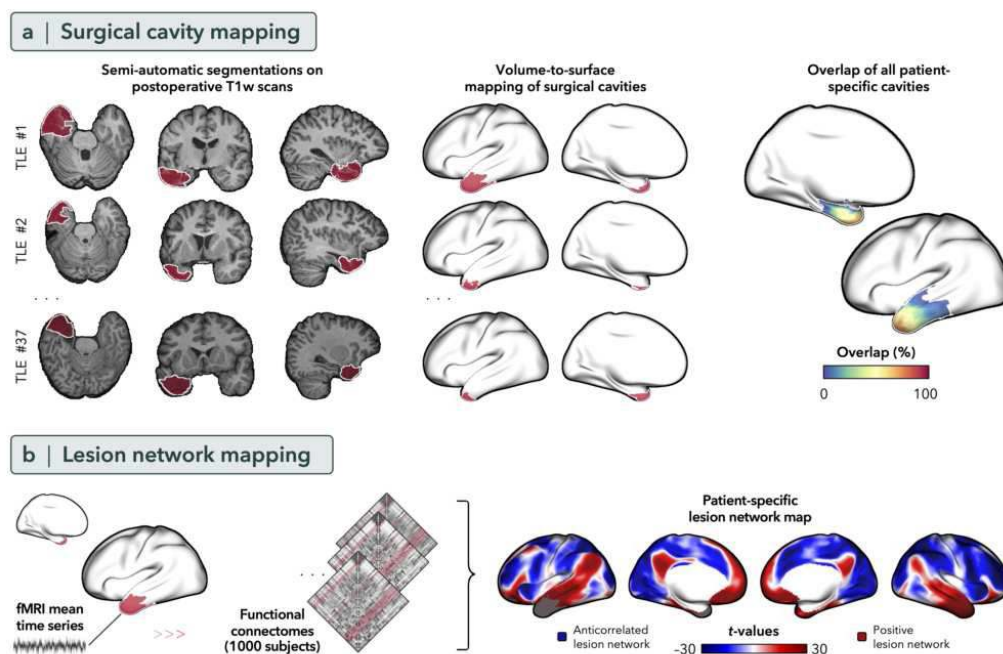 a | Surgical cavity mapping
Semi-automatic segmentations on
postoperative T1w scans
Volume-to-surface
mapping of surgical cavities
Overlap of all patient-
specific cavities
TLE #1
TLE #2
. . .
. . .
TLE #37
Overlap (%)
0
100
b | Lesion network mapping
fMRI mean
time series
>>>
. . .
Functional
connectomes
(1000 subjects)
Patient-specific
lesion network map
Anticorrelated
lesion network
t-values
–30
30
Positive
lesion network